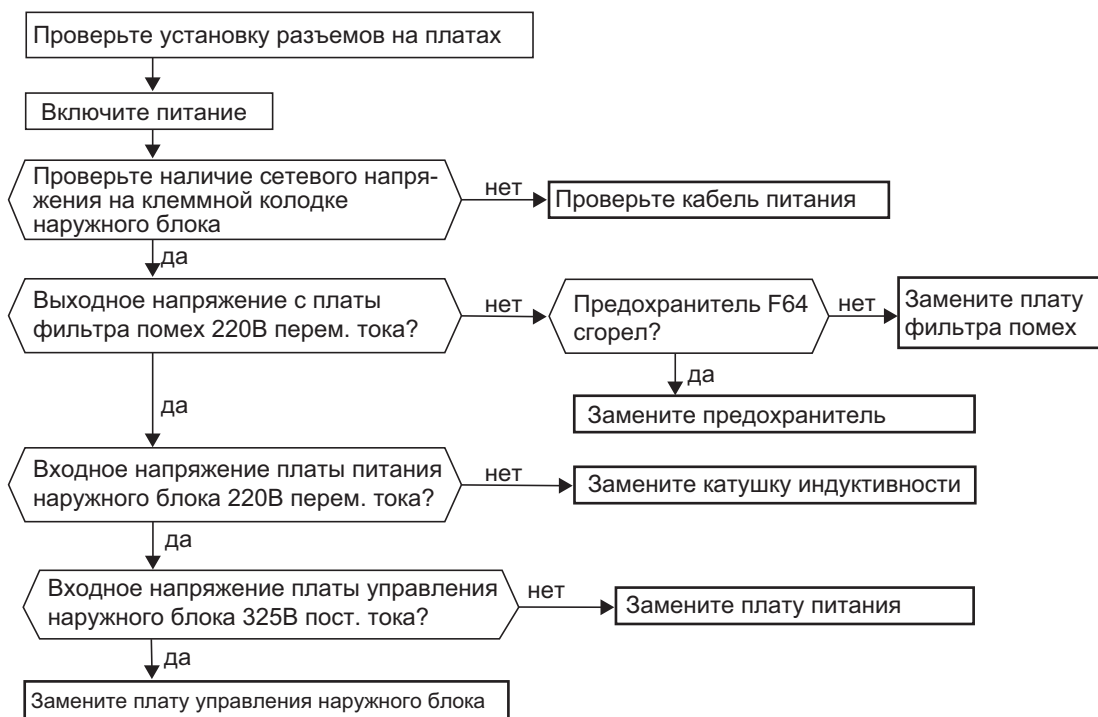 Проверьте установку разъемов на платах
Включите питание
Проверьте наличие сетевого напря-
жения на клеммной колодке
наружного блока
нет
Проверьте кабель питания
да
Выходное напряжение с платы
фильтра помех 220В перем. тока?
нет
Предохранитель F64
сгорел?
нет
Замените плату
фильтра помех
да
Замените предохранитель
да
Входное напряжение платы питания
наружного блока 220В перем. тока?
нет
Замените катушку индуктивности
да
Входное напряжение платы управления
наружного блока 325В пост. тока?
нет
Замените плату питания
да
Замените плату управления наружного блока